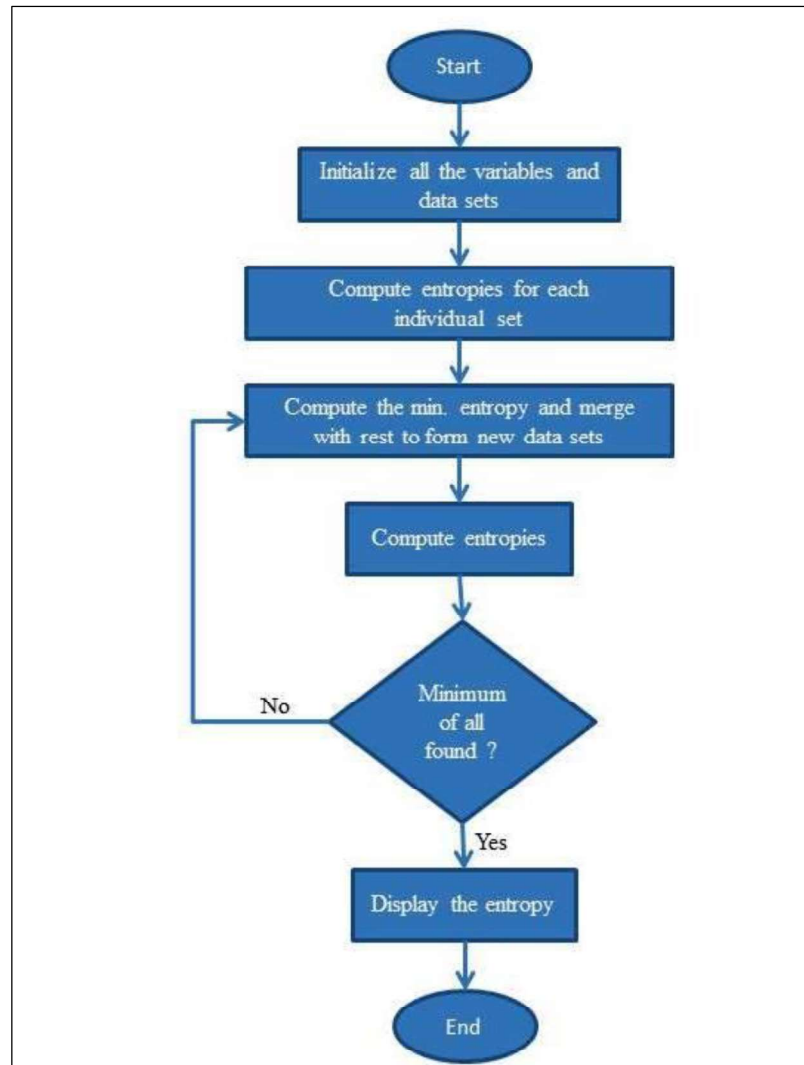 Start
Initialize all the variables and
data sets
Compute entropies for each
individual set
Compute the min. entropy and merge
with rest to form new data sets
Compute entropies
Minimum
of all
found ?
No
Yes
Display the entropy
End